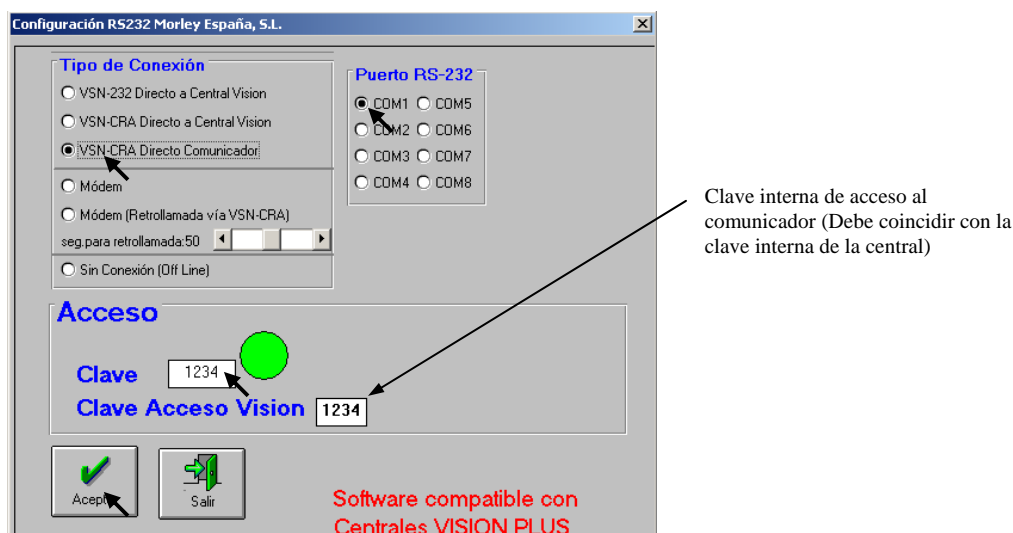 Configuración RS232 Morley España, S.L.
Tipo de Conexión
VSN-232 Directo a Central Vision
VSN-CRA Directo a Central Vision
VSN-CRA Directo Comunicador
Módem
Módem (Retrollamada vía VSN-CRA)
seg.para retrollamada:50
Sin Conexión (Off Line)
Puerto RS-232
COM1 COM5
COM2 COM6
COM3 COM7
COM4 COM8
Clave interna de acceso al
comunicador (Debe coincidir con la
clave interna de la central)
Acceso
Clave 1234
Clave Acceso Vision 1234
Salir
Software compatible con
Centrales VISION PLUS